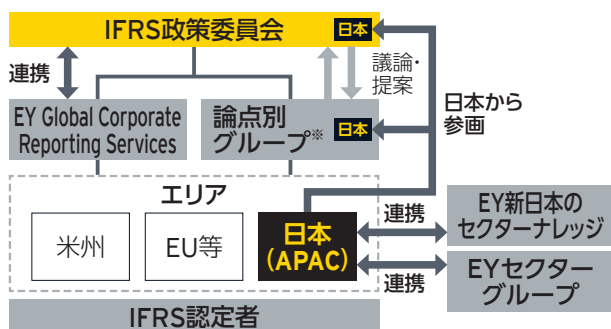 IFRS政策委員会
日本
連携
議論・
提案
日本から
参画
EY Global Corporate
Reporting Services
論点別
グループ※
日本
エリア
米州
EU等
日本
(APAC)
連携
連携
EY新日本の
セクターナレッジ
EYセクター
グループ
IFRS認定者